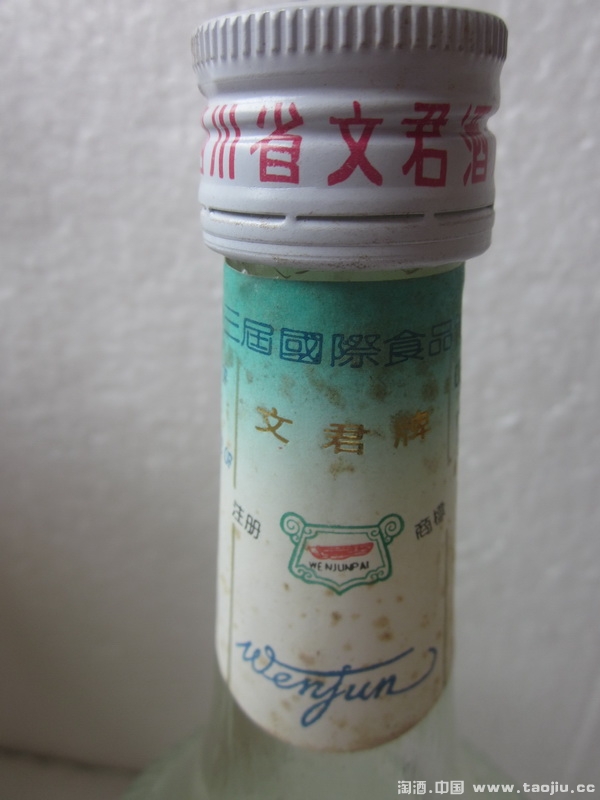 川省文君酒
三届國際食品
文君牌
注册 商標
WENJUNPAI
Wenjun
淘酒.中国 www.taojiu.cc